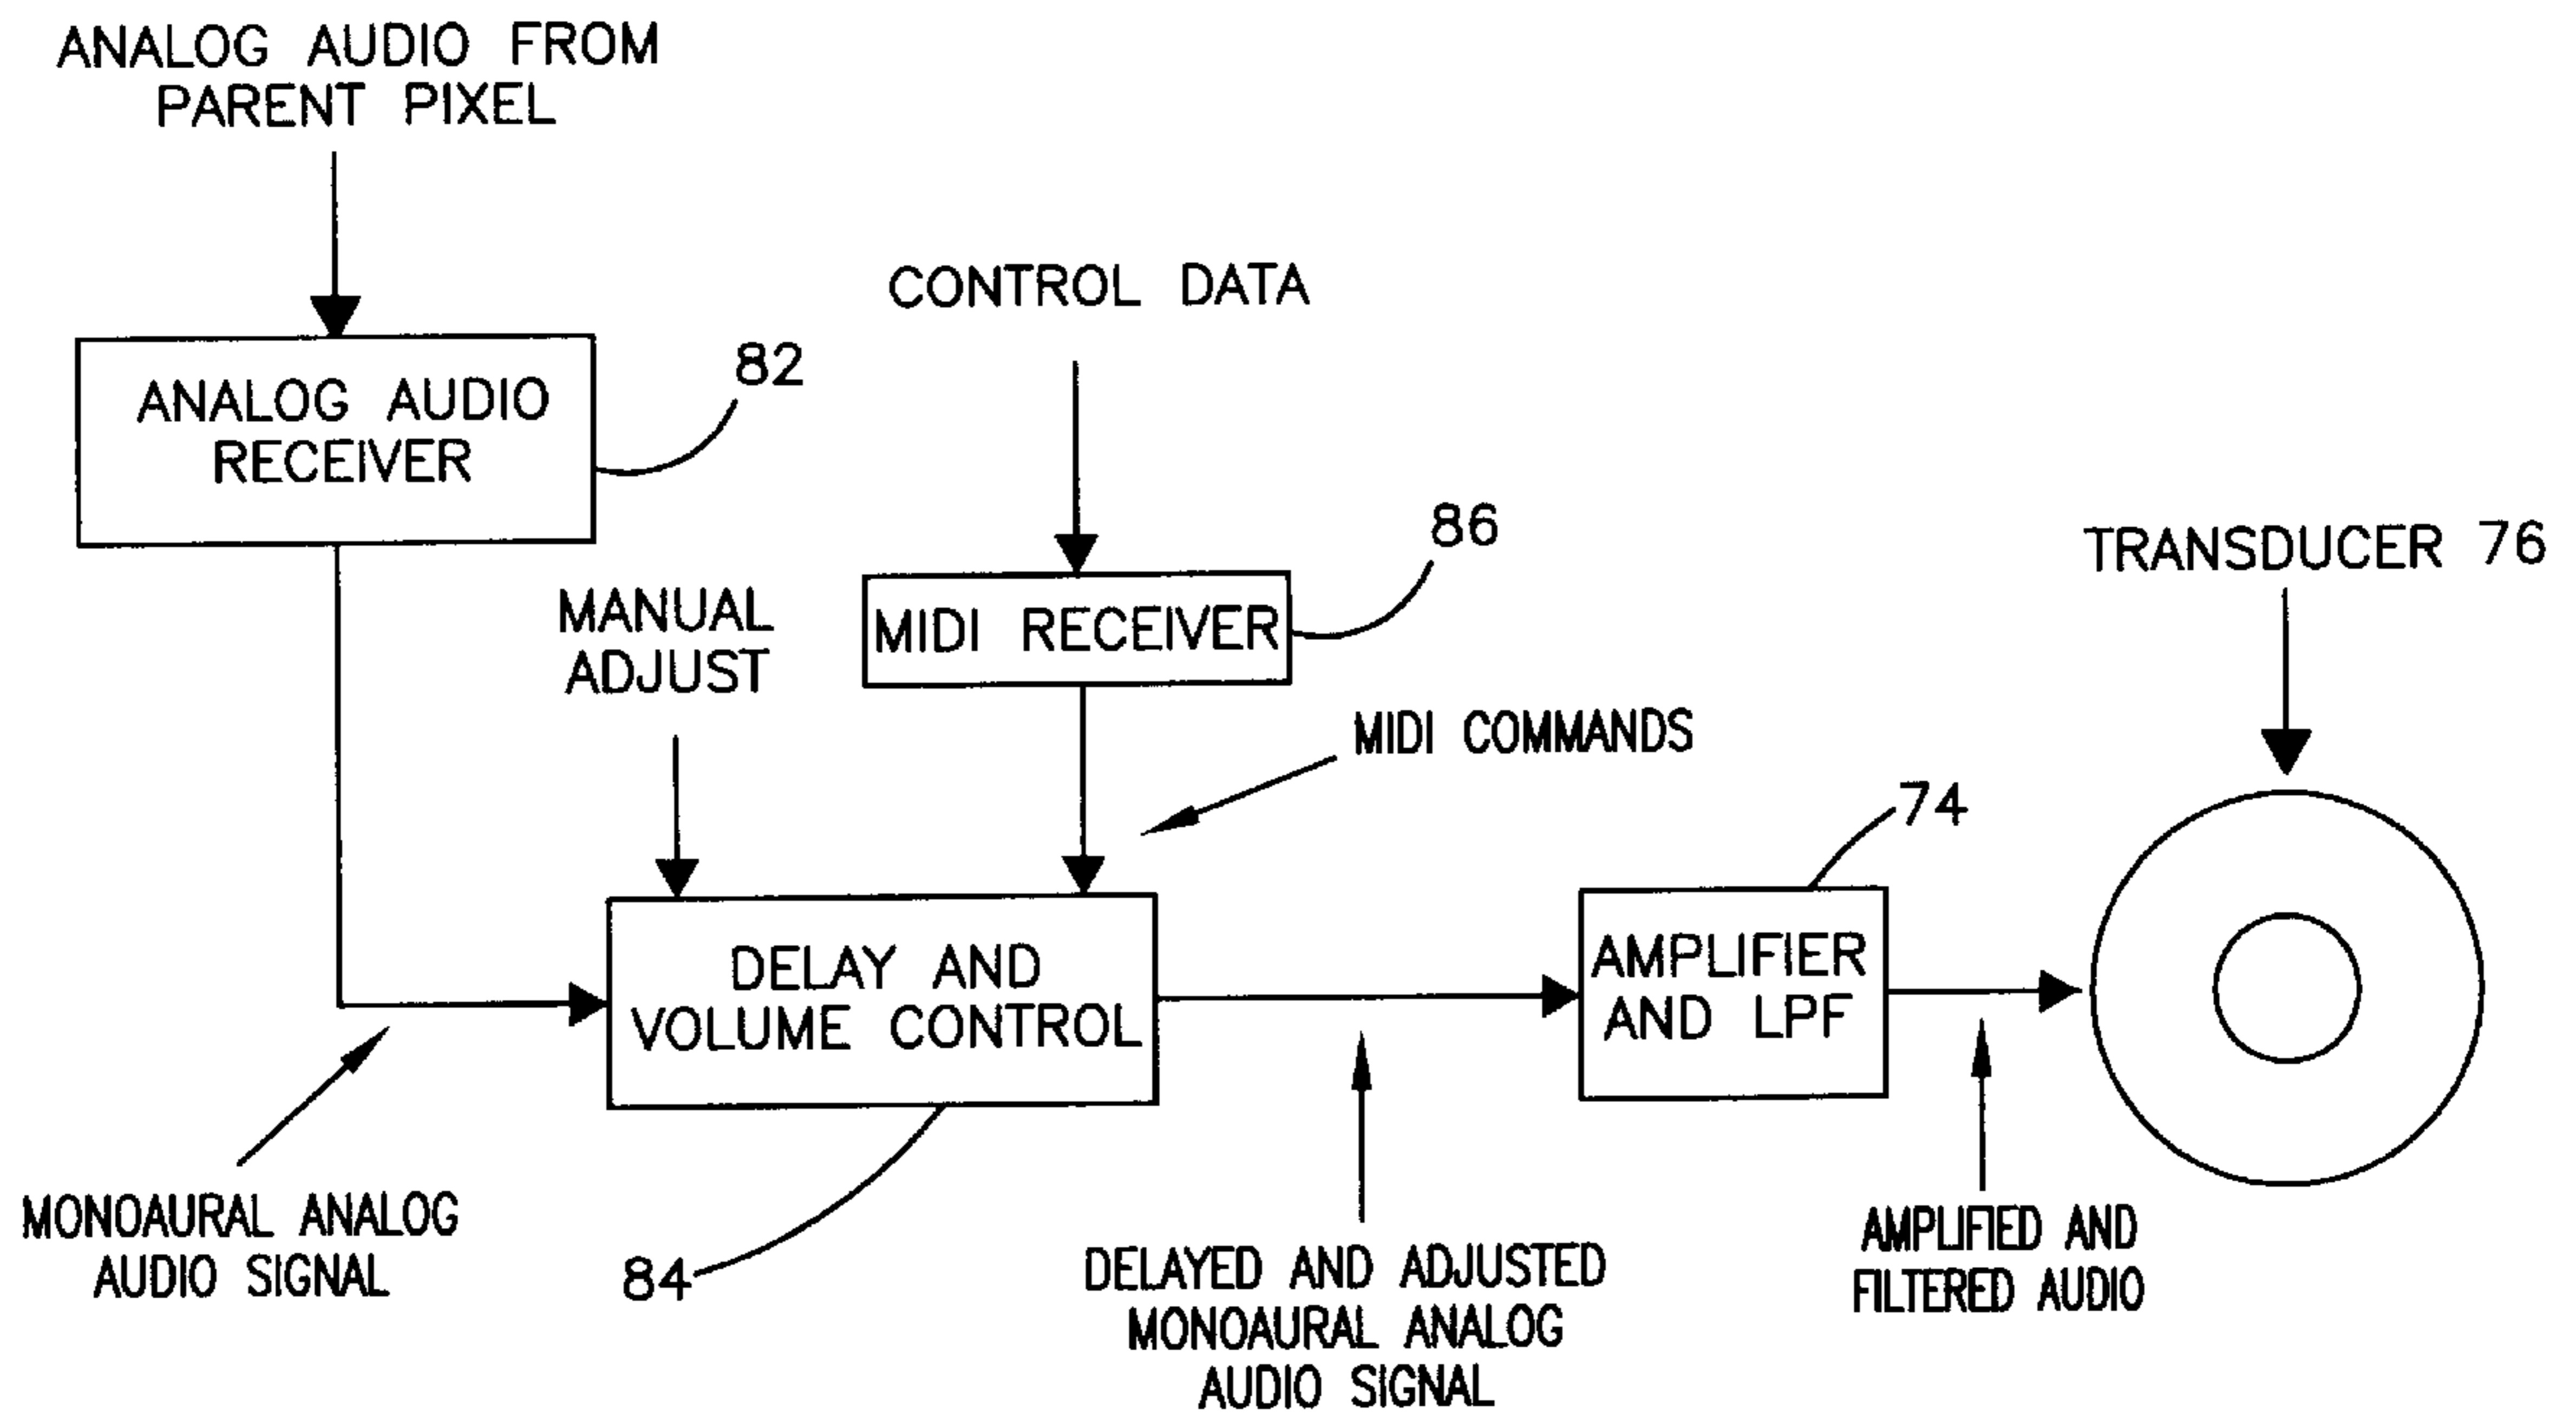 ANALOG AUDIO FROM
PARENT PIXEL
ANALOG AUDIO
RECEIVER
82
CONTROL DATA
MIDI RECEIVER
86
MANUAL
ADJUST
MIDI COMMANDS
TRANSDUCER 76
74
DELAY AND
VOLUME CONTROL
AMPLIFIER
AND LPF
MONOAURAL ANALOG
AUDIO SIGNAL
84
DELAYED AND ADJUSTED
MONOAURAL ANALOG
AUDIO SIGNAL
AMPLIFIED AND
FILTERED AUDIO